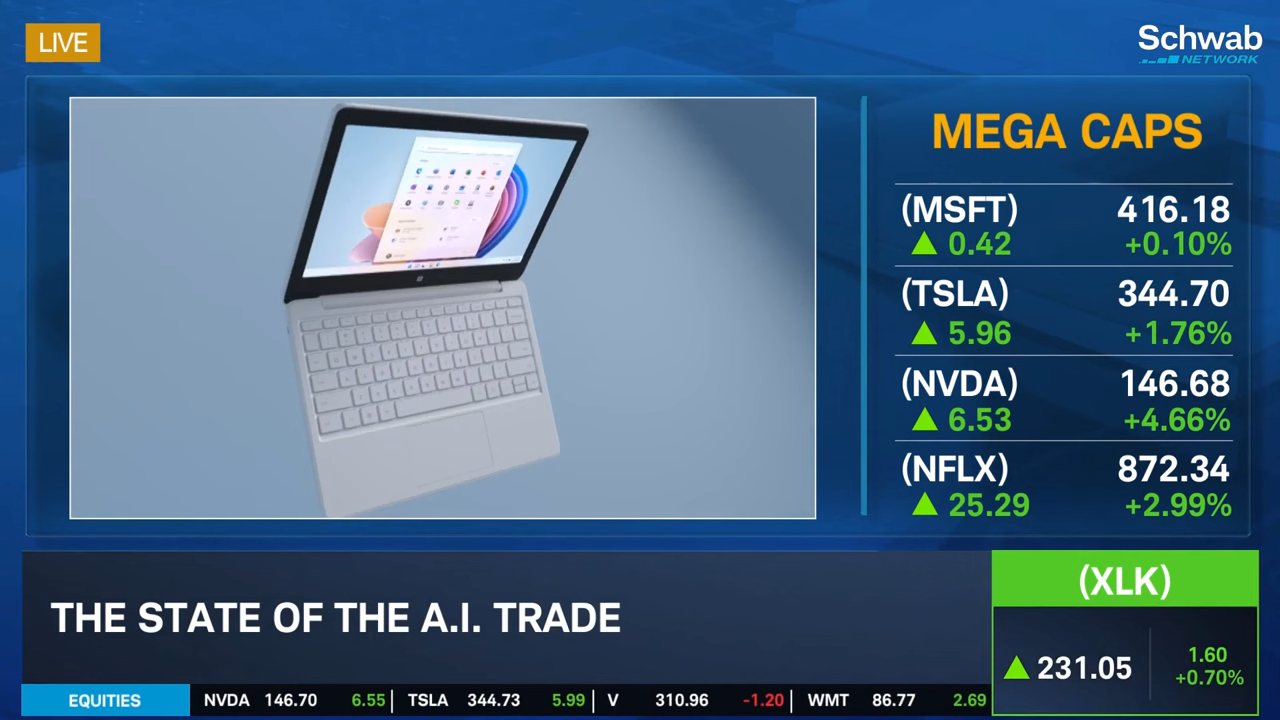 LIVE
Schwab
NETWORK
MEGA CAPS
(MSFT) 416.18
▲ 0.42 +0.10%
(TSLA) 344.70
▲ 5.96 +1.76%
(NVDA) 146.68
▲ 6.53 +4.66%
(NFLX) 872.34
▲ 25.29 +2.99%
THE STATE OF THE A.I. TRADE
(XLK)
▲ 231.05
1.60
+0.70%
EQUITIES NVDA 146.70 6.55 TSLA 344.73 5.99 V 310.96 -1.20 WMT 86.77 2.69